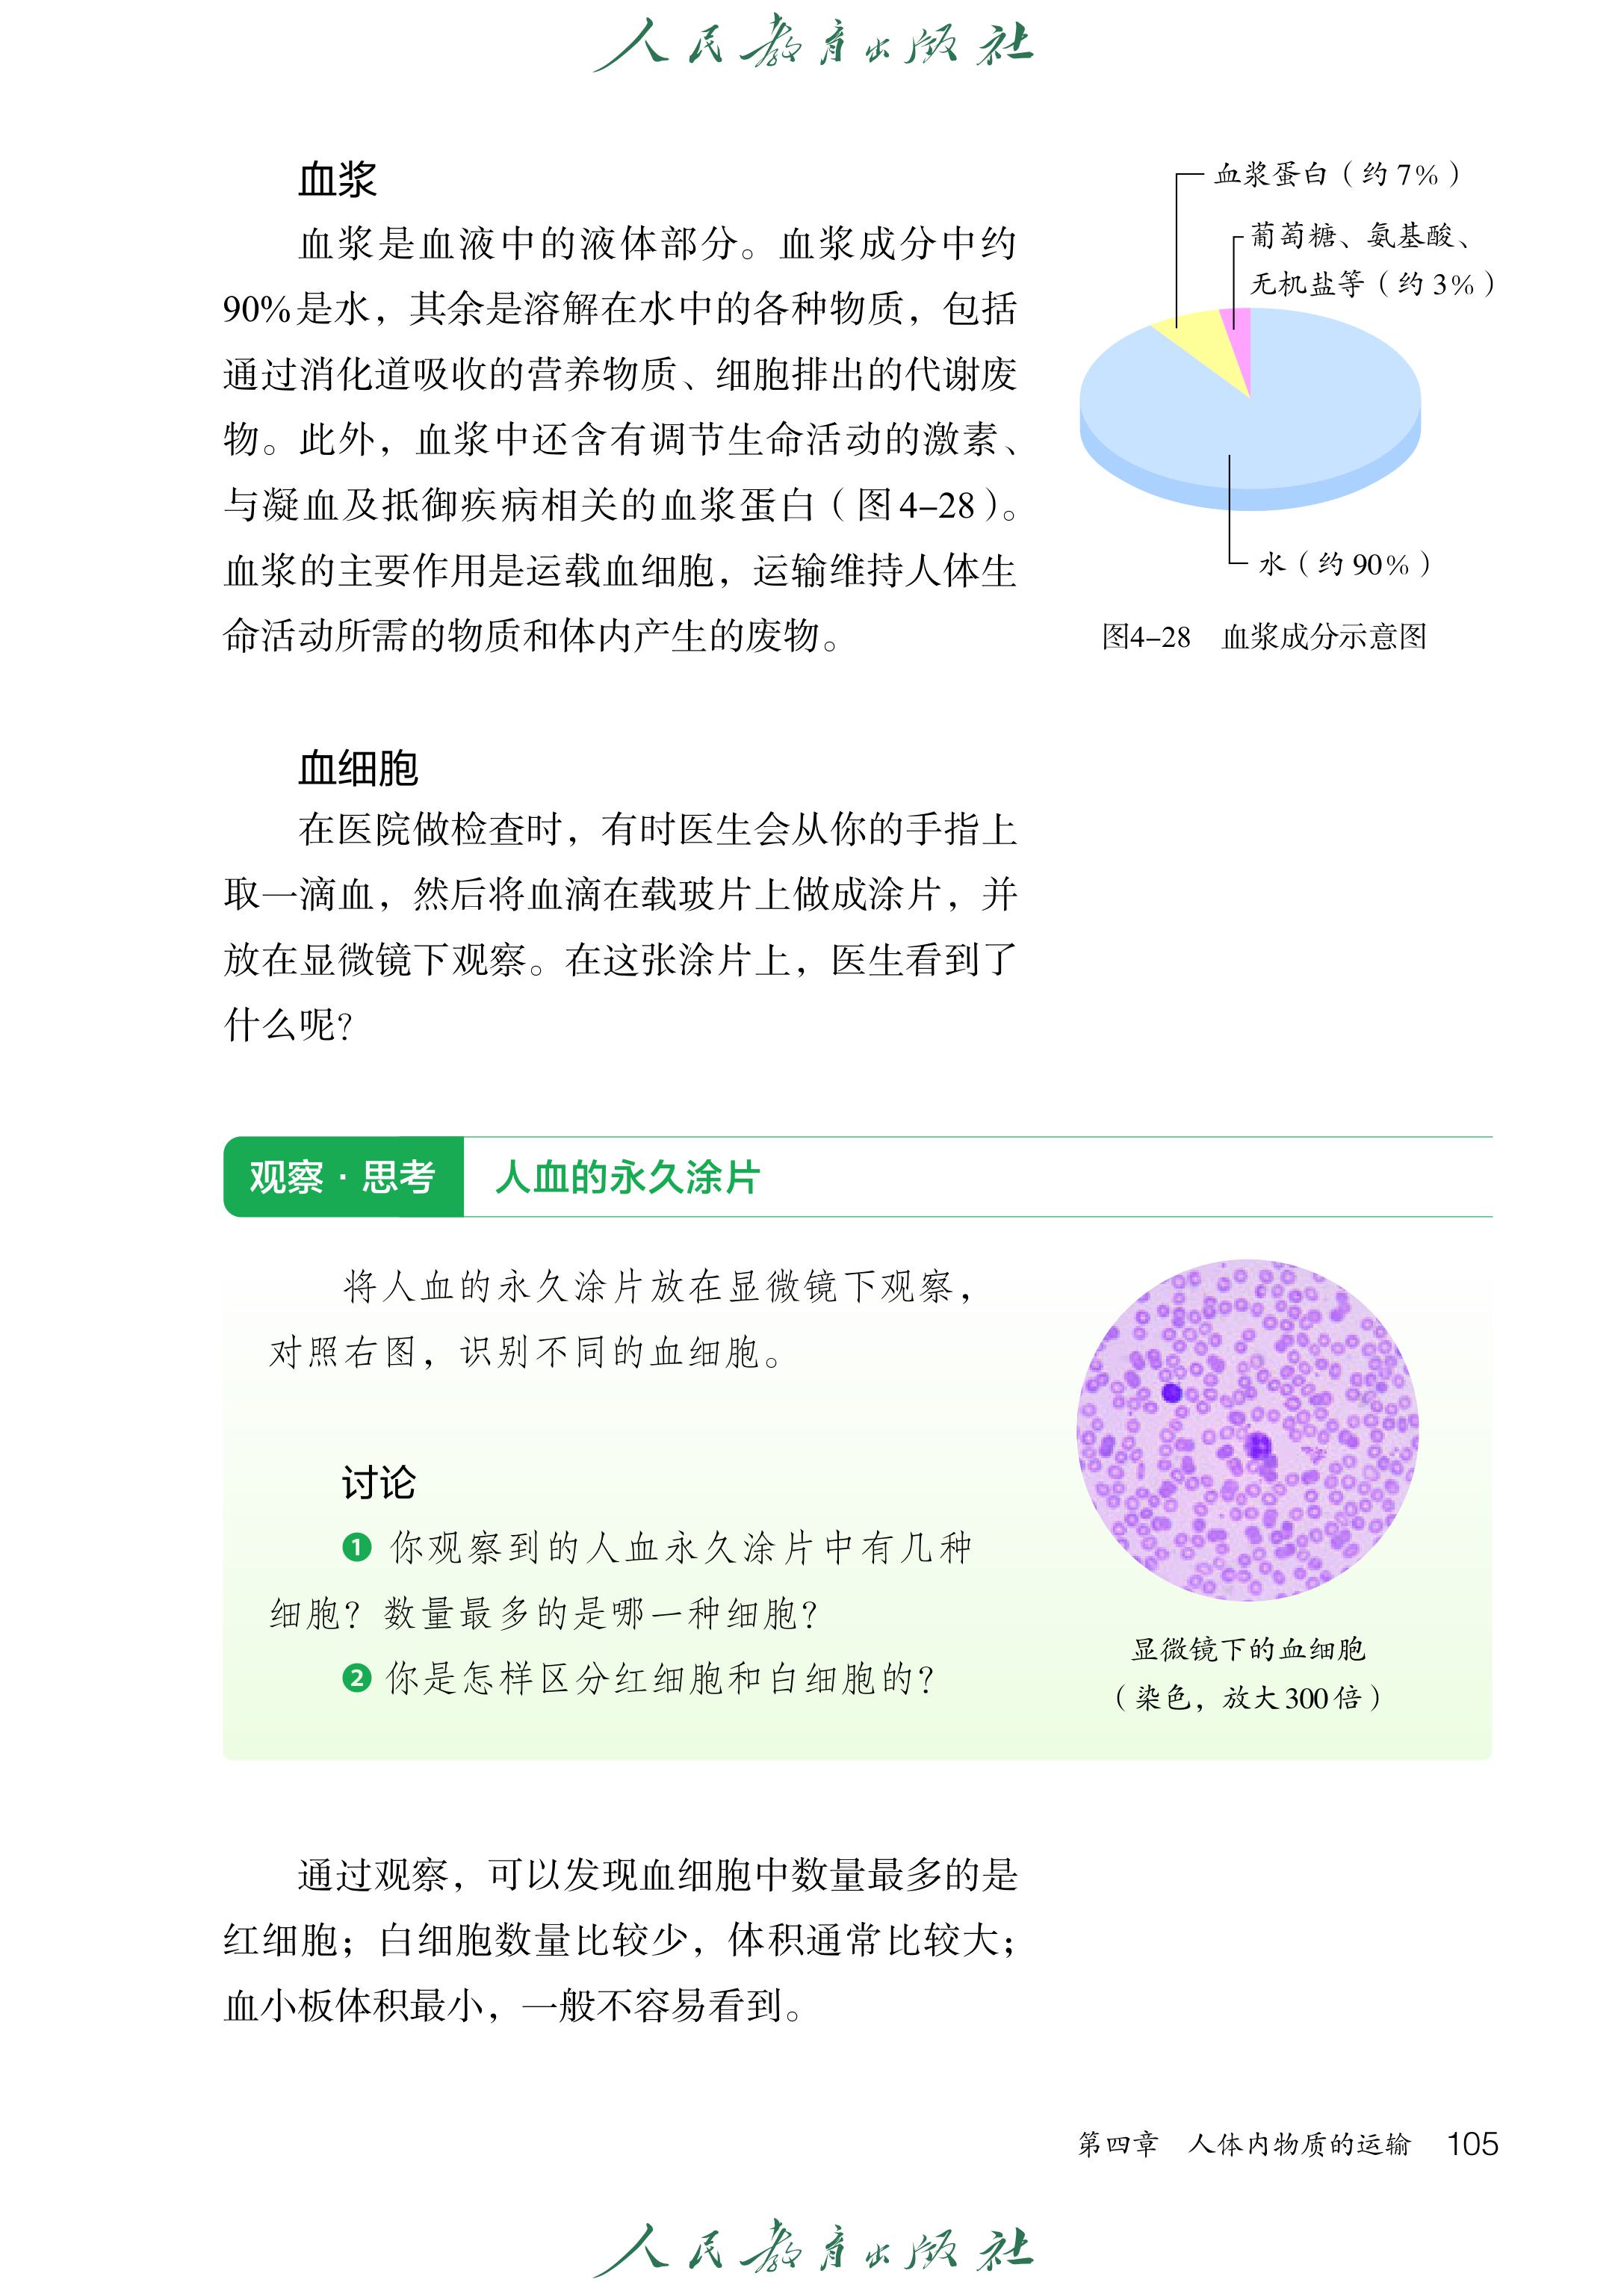 人民教育出版社
血浆
血浆是血液中的液体部分。血浆成分中约
90%是水，其余是溶解在水中的各种物质，包括
通过消化道吸收的营养物质、细胞排出的代谢废
物。此外，血浆中还含有调节生命活动的激素、
与凝血及抵御疾病相关的血浆蛋白（图4–28）。
血浆的主要作用是运载血细胞，运输维持人体生
命活动所需的物质和体内产生的废物。
血浆蛋白（约 7%）
葡萄糖、氨基酸、
无机盐等（约 3%）
水（约 90%）
图4–28　血浆成分示意图
血细胞
在医院做检查时，有时医生会从你的手指上
取一滴血，然后将血滴在载玻片上做成涂片，并
放在显微镜下观察。在这张涂片上，医生看到了
什么呢？
观察·思考　人血的永久涂片
将人血的永久涂片放在显微镜下观察，
对照右图，识别不同的血细胞。
讨论
❶ 你观察到的人血永久涂片中有几种
细胞？数量最多的是哪一种细胞？
❷ 你是怎样区分红细胞和白细胞的？
显微镜下的血细胞
（染色，放大300倍）
通过观察，可以发现血细胞中数量最多的是
红细胞；白细胞数量比较少，体积通常比较大；
血小板体积最小，一般不容易看到。
第四章　人体内物质的运输　105
人民教育出版社